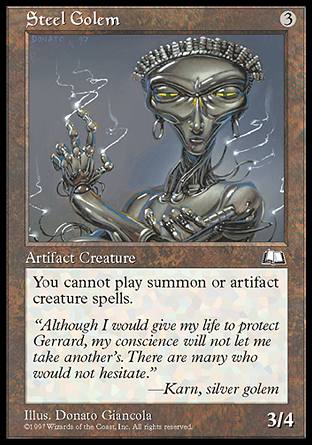 Steel Golem 3
DONATO 97
Artifact Creature
You cannot play summon or artifact
creature spells.
“Although I would give my life to protect
Gerrard, my conscience will not let me
take another’s. There are many who
would not hesitate.”
—Karn, silver golem
Illus. Donato Giancola
©1997 Wizards of the Coast, Inc. All rights reserved.
3/4